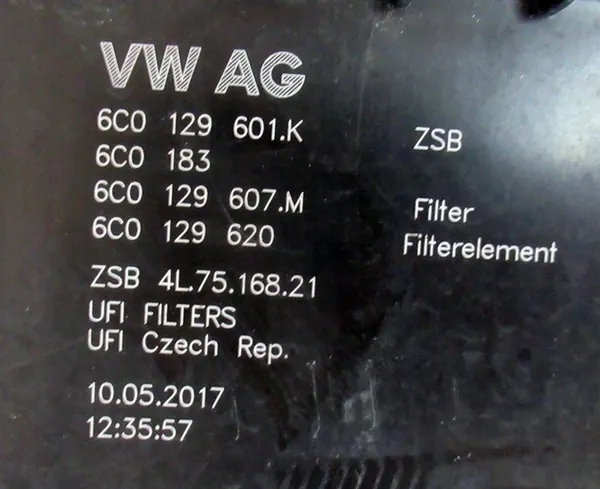 VW AG
6C0 129 601.K ZSB
6C0 183
6C0 129 607.M Filter
6C0 129 620 Filterelement
ZSB 4L.75.168.21
UFI FILTERS
UFI Czech Rep.
10.05.2017
12:35:57